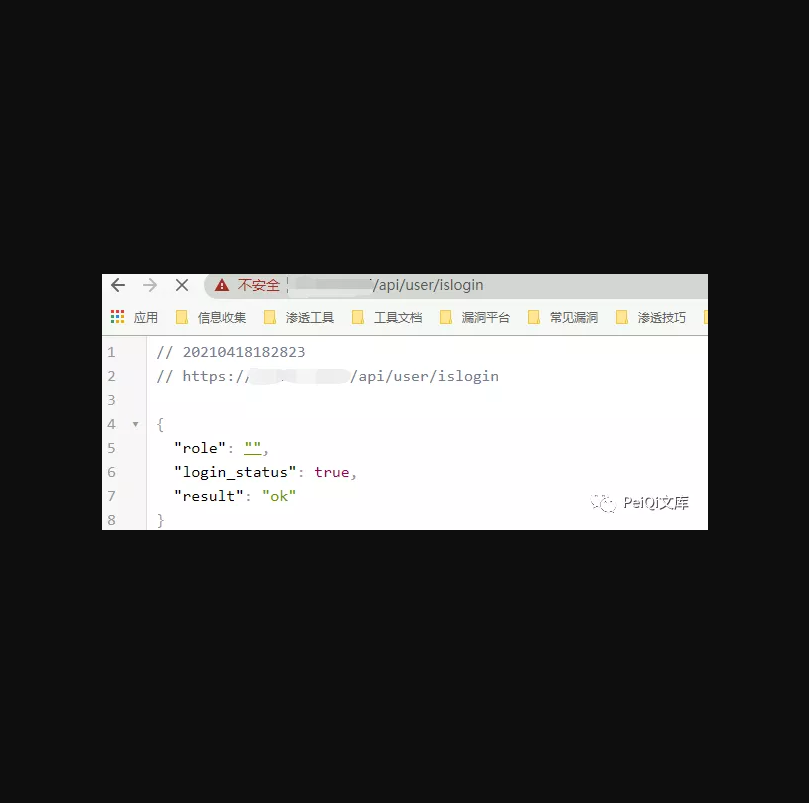 不安全 /api/user/islogin
应用 信息收集 渗透工具 工具文档 漏洞平台 常见漏洞 渗透技巧
1 // 20210418182823
2 // https:// /api/user/islogin
3
4 {
5 "role": "",
6 "login_status": true,
7 "result": "ok"
8 }
PeiQi文库